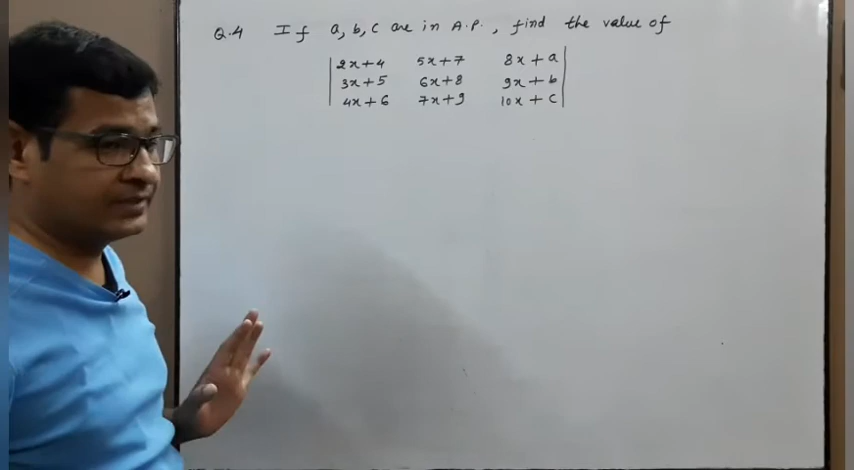 Q.4 If a, b, c are in A.P., find the value of
|2x+4 5x+7 8x+a|
|3x+5 6x+8 9x+b|
|4x+6 7x+9 10x+c|